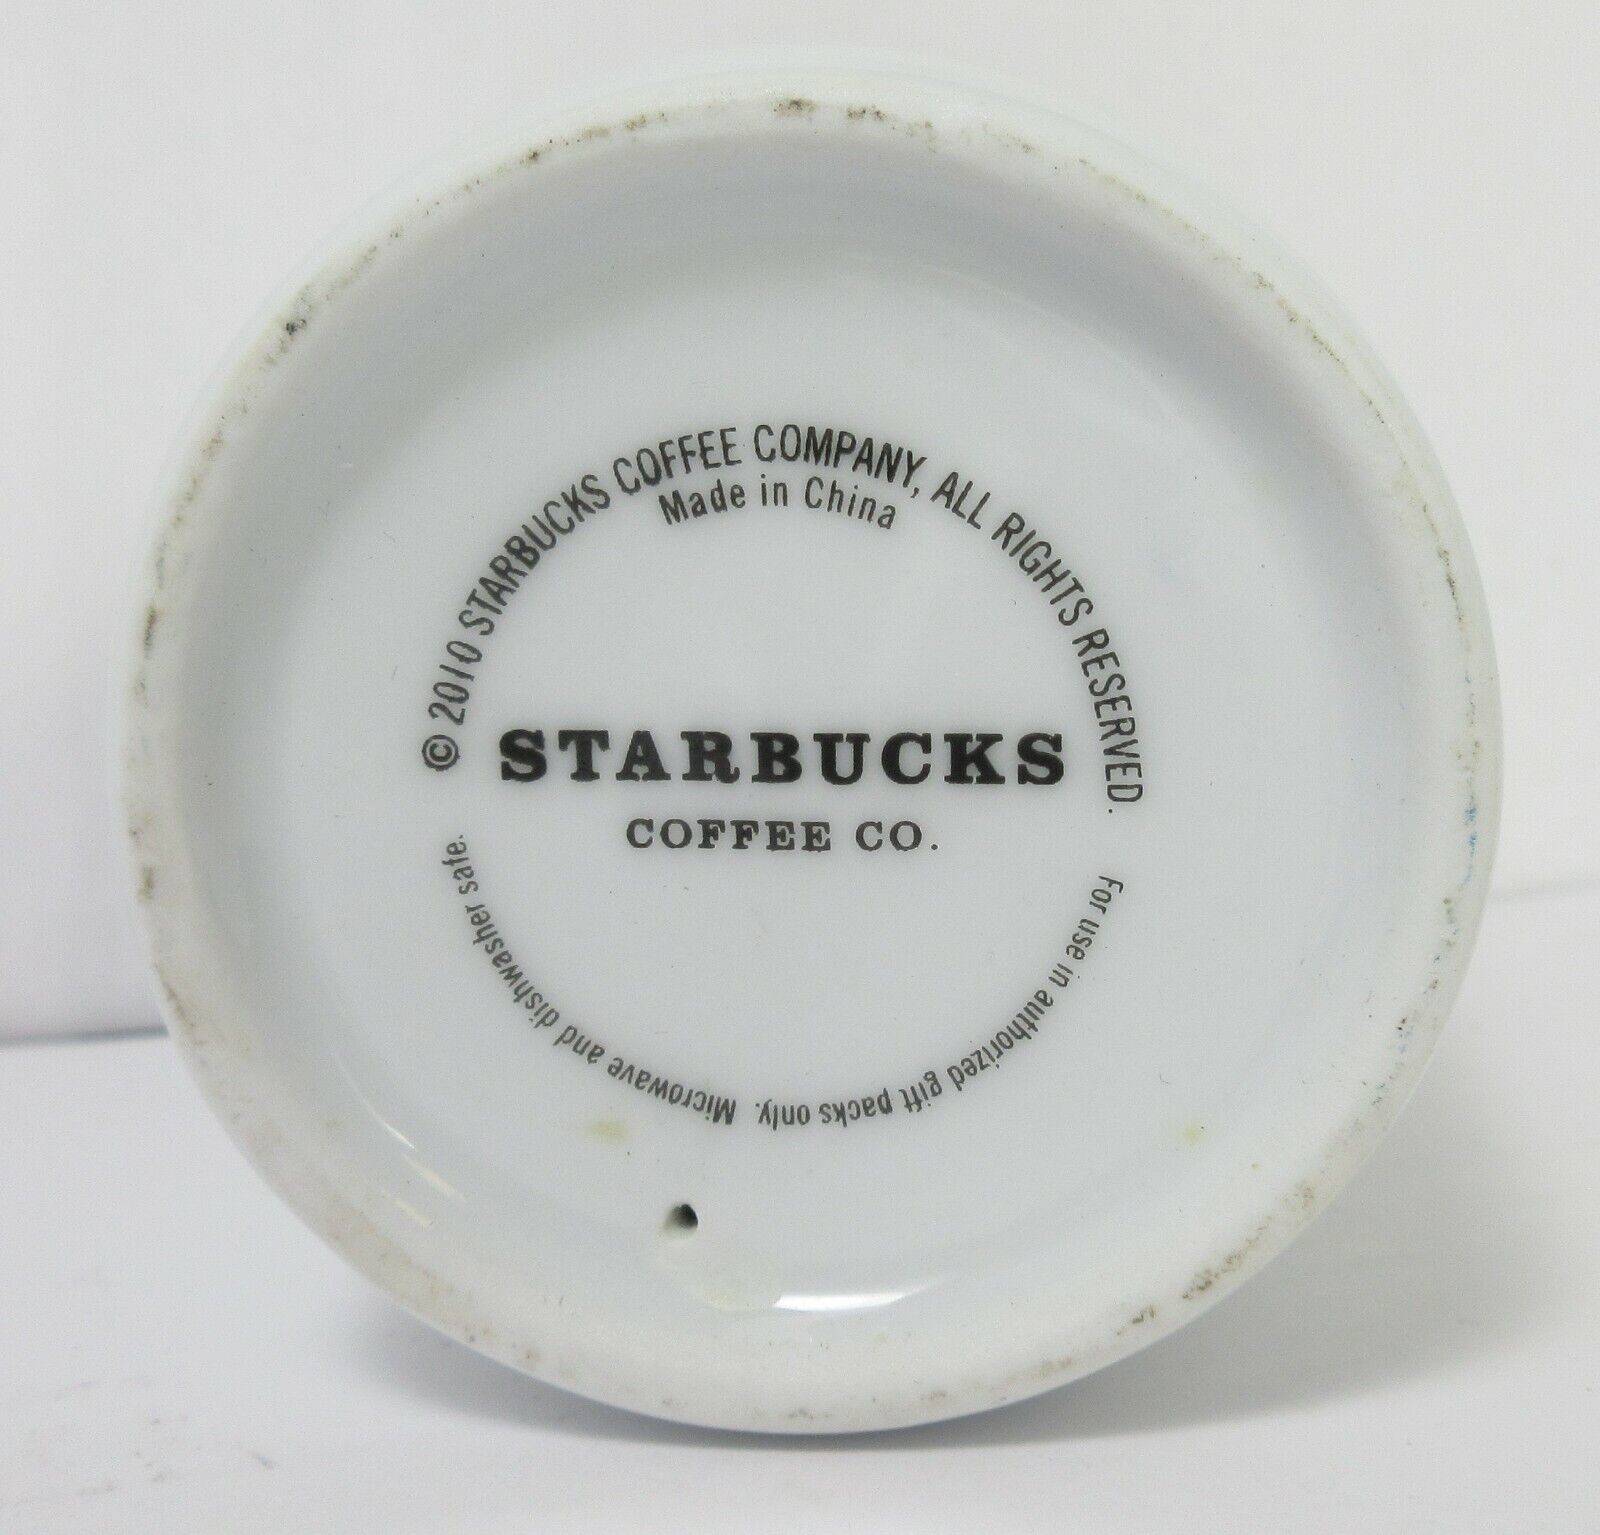 © 2010 STARBUCKS COFFEE COMPANY, ALL RIGHTS RESERVED.
Made in China
STARBUCKS
COFFEE CO.
For use in authorized gift packs only. Microwave and dishwasher safe.